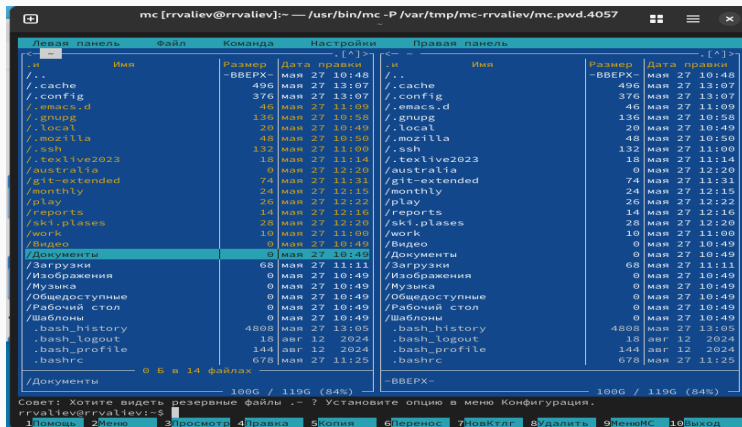 mc [rrvaliev@rrvaliev]:~ — /usr/bin/mc -P /var/tmp/mc-rrvaliev/mc.pwd.4057
~
Левая панель Файл Команда Настройки Правая панель
<- ~ .[^]> <- ~ .[^]>
.и Имя Размер Дата правки .и Имя Размер Дата правки
/.. -ВВЕРХ- мая 27 10:48 /.. -ВВЕРХ- мая 27 10:48
/.cache 496 мая 27 13:07 /.cache 496 мая 27 13:07
/.config 376 мая 27 13:07 /.config 376 мая 27 13:07
/.emacs.d 46 мая 27 11:09 /.emacs.d 46 мая 27 11:09
/.gnupg 136 мая 27 10:58 /.gnupg 136 мая 27 10:58
/.local 20 мая 27 10:49 /.local 20 мая 27 10:49
/.mozilla 48 мая 27 10:50 /.mozilla 48 мая 27 10:50
/.ssh 132 мая 27 11:00 /.ssh 132 мая 27 11:00
/.texlive2023 18 мая 27 11:14 /.texlive2023 18 мая 27 11:14
/australia 0 мая 27 12:20 /australia 0 мая 27 12:20
/git-extended 74 мая 27 11:31 /git-extended 74 мая 27 11:31
/monthly 24 мая 27 12:15 /monthly 24 мая 27 12:15
/play 26 мая 27 12:22 /play 26 мая 27 12:22
/reports 14 мая 27 12:16 /reports 14 мая 27 12:16
/ski.plases 28 мая 27 12:20 /ski.plases 28 мая 27 12:20
/work 10 мая 27 11:00 /work 10 мая 27 11:00
/Видео 0 мая 27 10:49 /Видео 0 мая 27 10:49
/Документы 0 мая 27 10:49 /Документы 0 мая 27 10:49
/Загрузки 68 мая 27 11:11 /Загрузки 68 мая 27 11:11
/Изображения 0 мая 27 10:49 /Изображения 0 мая 27 10:49
/Музыка 0 мая 27 10:49 /Музыка 0 мая 27 10:49
/Общедоступные 0 мая 27 10:49 /Общедоступные 0 мая 27 10:49
/Рабочий стол 0 мая 27 10:49 /Рабочий стол 0 мая 27 10:49
/Шаблоны 0 мая 27 10:49 /Шаблоны 0 мая 27 10:49
.bash_history 4808 мая 27 13:05 .bash_history 4808 мая 27 13:05
.bash_logout 18 авг 12 2024 .bash_logout 18 авг 12 2024
.bash_profile 144 авг 12 2024 .bash_profile 144 авг 12 2024
.bashrc 678 мая 27 11:25 .bashrc 678 мая 27 11:25
0 Б в 14 файлах
/Документы -ВВЕРХ-
100G / 119G (84%) 100G / 119G (84%)
Совет: Хотите видеть резервные файлы .~ ? Установите опцию в меню Конфигурация.
rrvaliev@rrvaliev:~$
1Помощь 2Меню 3Просмотр 4Правка 5Копия 6Перенос 7НовКтлг 8Удалить 9МенюMC 10Выход